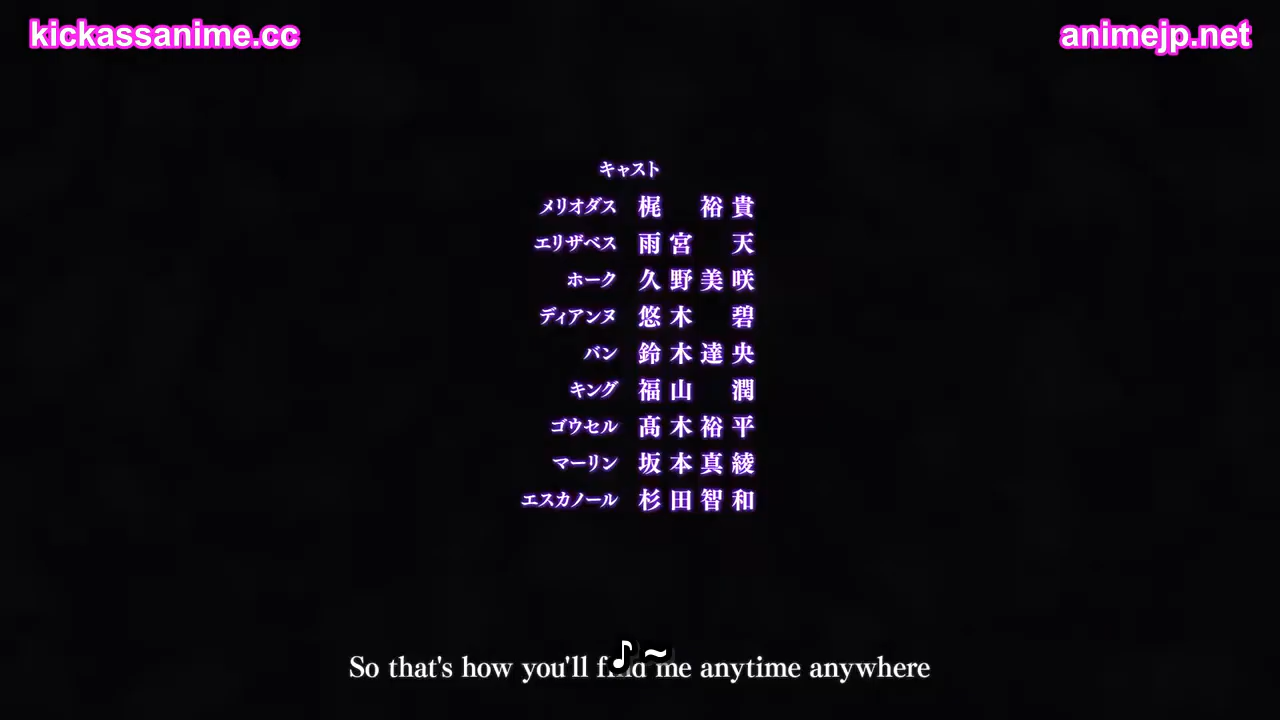 kickassanime.cc
animejp.net
キャスト
メリオダス 梶 裕貴
エリザベス 雨宮 天
ホーク 久野美咲
ディアンヌ 悠木 碧
バン 鈴木達央
キング 福山 潤
ゴウセル 髙木裕平
マーリン 坂本真綾
エスカノール 杉田智和
♪~
So that's how you'll find me anytime anywhere